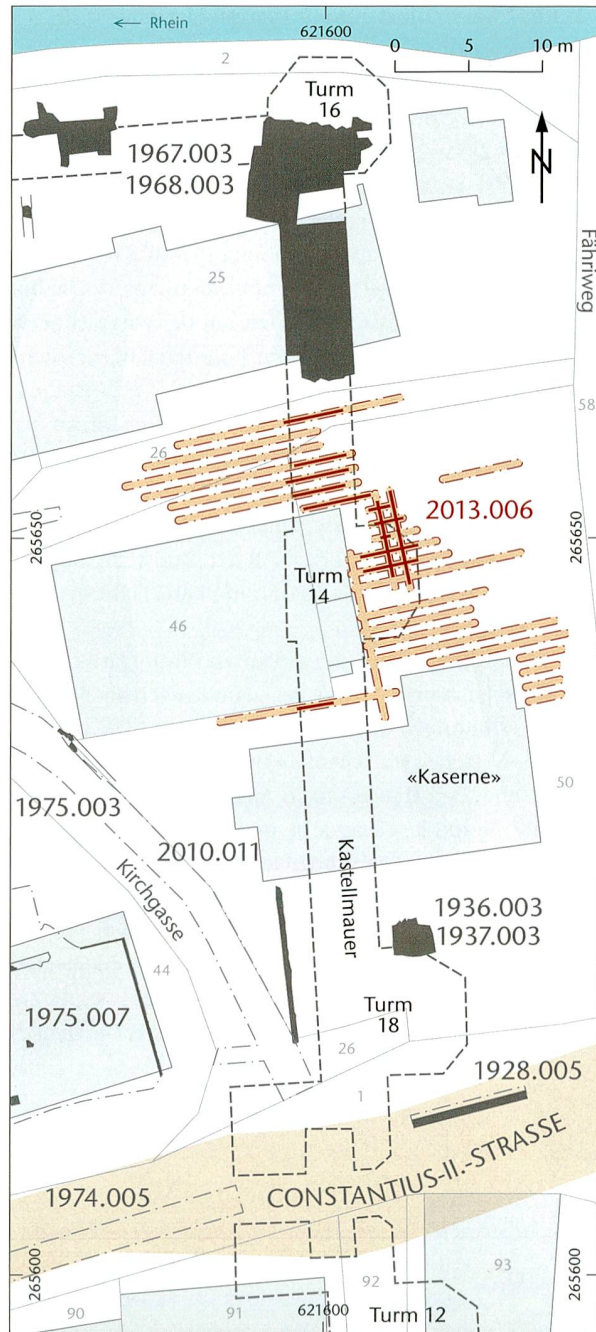 ← Rhein
621600
2
0 5 10 m
Turm
16
N
1967.003
1968.003
25
Fähriweg
58
26
265650
2013.006
265650
Turm
14
46
«Kaserne»
50
1975.003
2010.011
Kirchgasse
Kastellmauer
1936.003
1937.003
44
1975.007
Turm
18
26
1928.005
1
CONSTANTIUS-II.-STRASSE
1974.005
265600
265600
93
92
90
91
621600
Turm 12